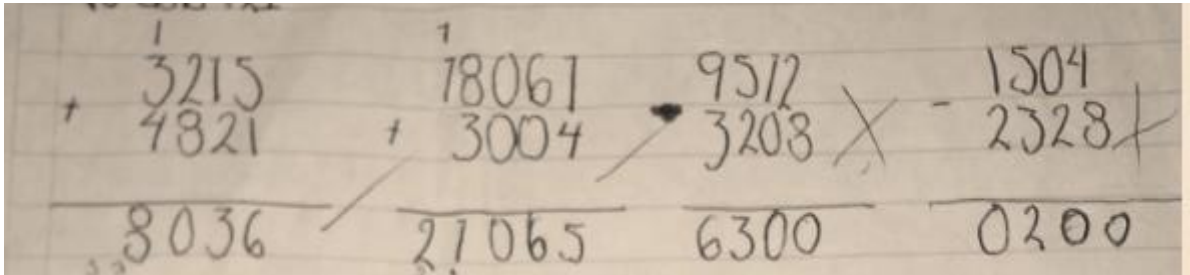 1 1
3215 18061 9512 1504
+ 4821 + 3004 - 3208 X - 2328 X
8036 / 21065 / 6300 0200